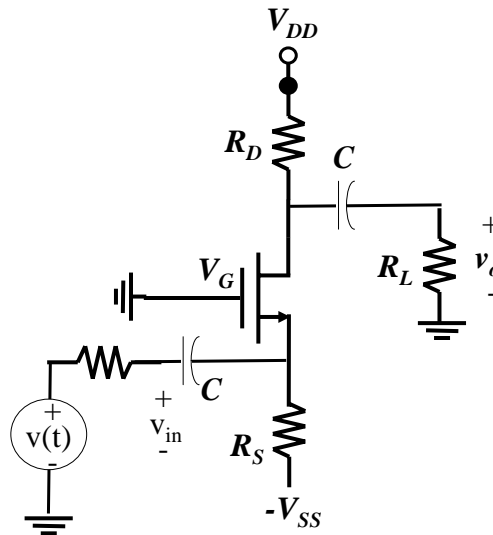 V_DD
R_D
C
V_G
+
R_L
-
C
+
v_in
-
+
v(t)
-
R_S
-V_SS